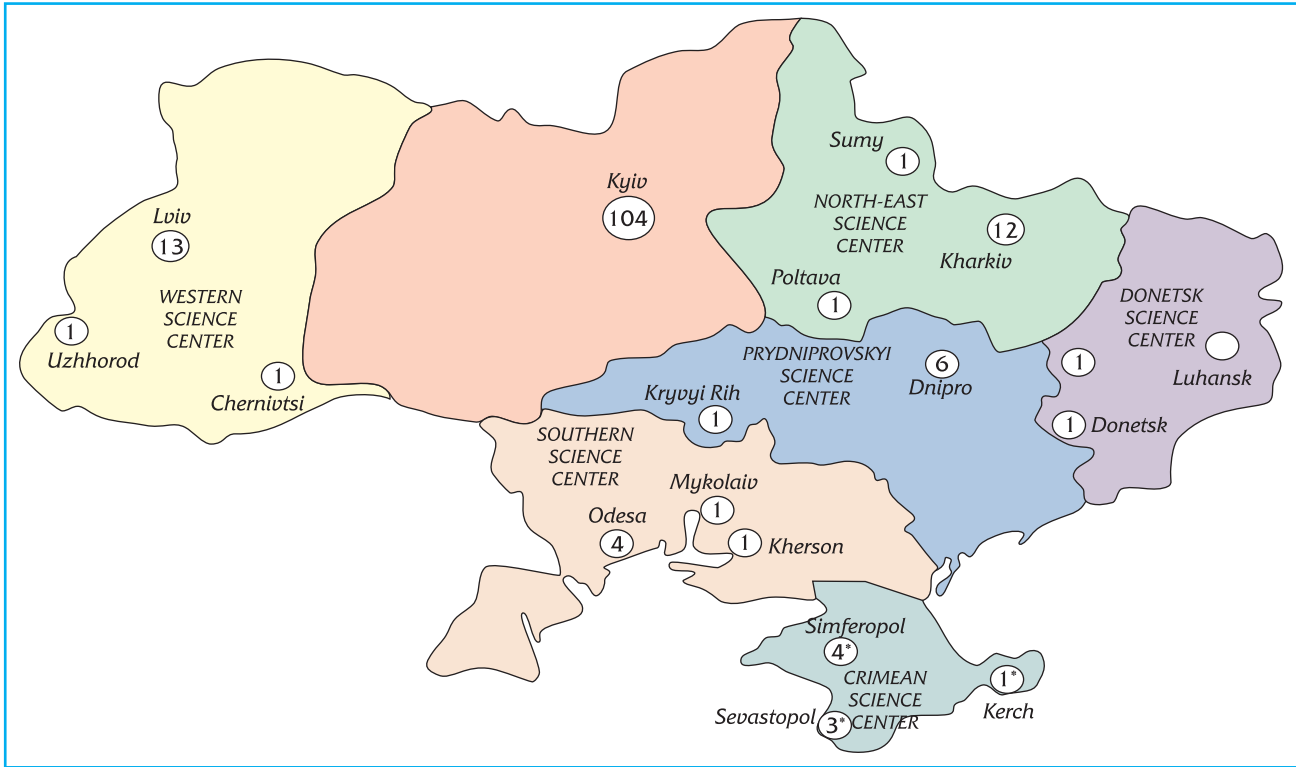 Sumy
1
Kyiv
104
NORTH-EAST
SCIENCE
CENTER
12
Kharkiv
Lviv
13
Poltava
1
WESTERN
SCIENCE
CENTER
1
Uzhhorod
1
Chernivtsi
DONETSK
SCIENCE
CENTER
Luhansk
1
1
Donetsk
PRYDNIPROVSKYI
SCIENCE
CENTER
6
Dnipro
Kryvyi Rih
1
SOUTHERN
SCIENCE
CENTER
Mykolaiv
1
Odesa
4
1
Kherson
Simferopol
4*
CRIMEAN
SCIENCE
CENTER
1*
Kerch
Sevastopol
3*